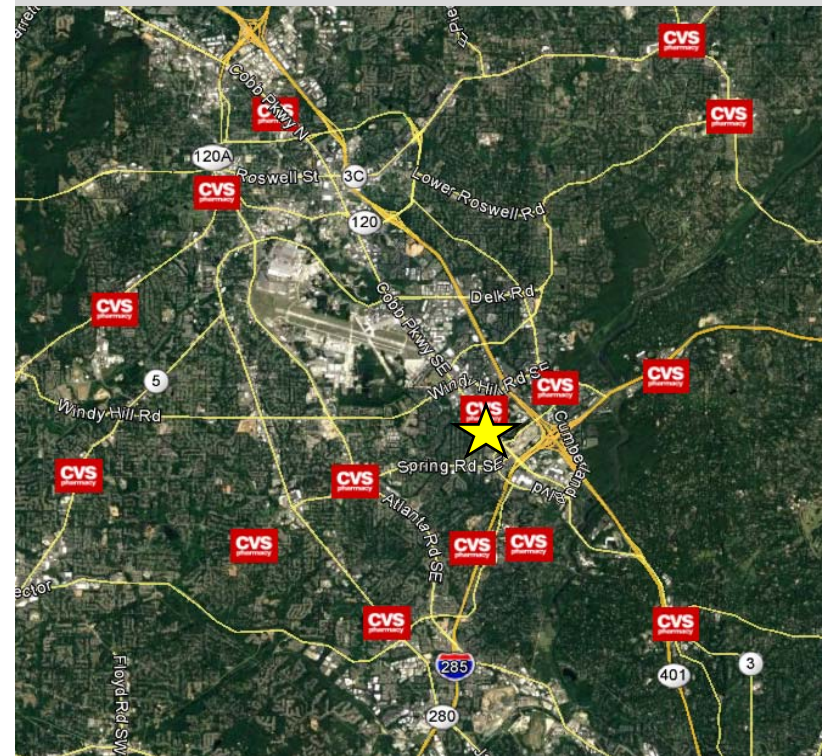 CVS
pharmacy
Cobb Pkwy N
CVS
CVS
pharmacy
120A
Roswell St
3C
CVS
pharmacy
Lower Roswell Rd
120
Delk Rd
CVS
pharmacy
Cobb Pkwy SE
5
Windy Hill Rd SE
CVS
pharmacy
CVS
pharmacy
Windy Hill Rd
CVS
Cumberland
Blvd
Spring Rd SE
CVS
pharmacy
CVS
pharmacy
Atlanta Rd SE
CVS
pharmacy
CVS
pharmacy
CVS
pharmacy
ector
CVS
pharmacy
CVS
pharmacy
Floyd Rd SW
285
401
3
280